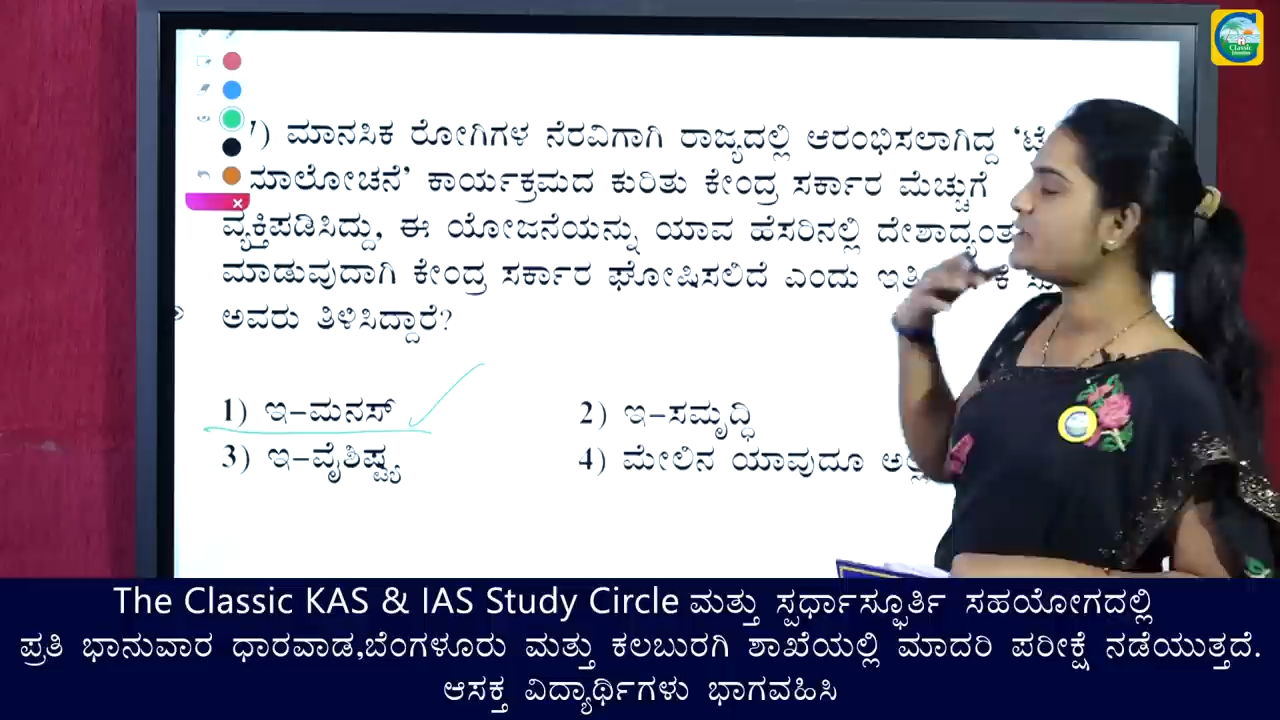 7) ಮಾನಸಿಕ ರೋಗಿಗಳ ನೆರವಿಗಾಗಿ ರಾಜ್ಯದಲ್ಲಿ ಆರಂಭಿಸಲಾಗಿದ್ದ
ಕಾರ್ಯಕ್ರಮದ ಕುರಿತು ಕೇಂದ್ರ ಸರ್ಕಾರ ಮೆಚ್ಚುಗೆ
ವ್ಯಕ್ತಿಪಡಿಸಿದ್ದು, ಈ ಯೋಜನೆಯನ್ನು ಯಾವ ಹೆಸರಿನಲ್ಲಿ
ಮಾಡುವುದಾಗಿ ಕೇಂದ್ರ ಸರ್ಕಾರ ಘೋಷಿಸಲಿದೆ ಎಂದು
ಅವರು ತಿಳಿಸಿದ್ದಾರೆ?
1) ಇ-ಮನಸ್ 2) ಇ-ಸಮೃದ್ಧಿ
3) ಇ-ವೈಶಿಷ್ಟ್ಯ 4) ಮೇಲಿನ ಯಾವುದೂ
Classic
The Classic KAS & IAS Study Circle ಮತ್ತು ಸ್ಪರ್ಧಾಸ್ಫೂರ್ತಿ ಸಹಯೋಗದಲ್ಲಿ
ಪ್ರತಿ ಭಾನುವಾರ ಧಾರವಾಡ,ಬೆಂಗಳೂರು ಮತ್ತು ಕಲಬುರಗಿ ಶಾಖೆಯಲ್ಲಿ ಮಾದರಿ ಪರೀಕ್ಷೆ ನಡೆಯುತ್ತದೆ.
ಆಸಕ್ತ ವಿದ್ಯಾರ್ಥಿಗಳು ಭಾಗವಹಿಸಿ